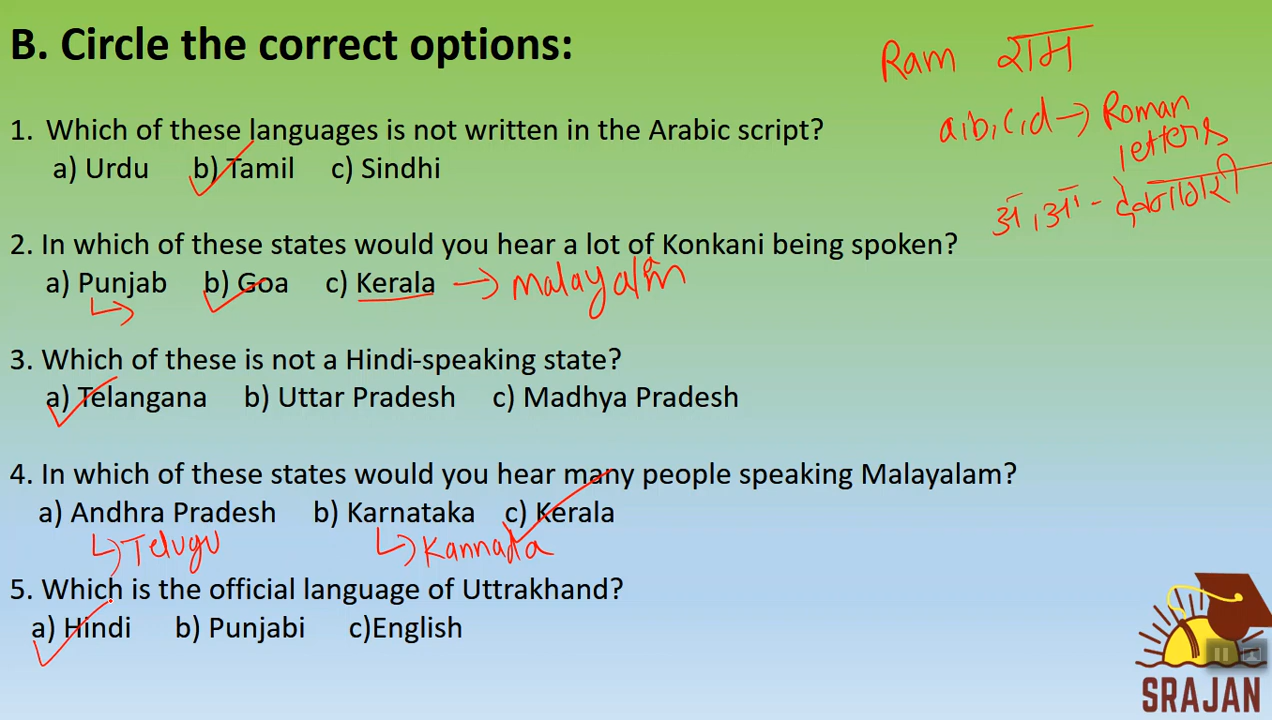 B. Circle the correct options:
Ram राम
1. Which of these languages is not written in the Arabic script?
a, b, c, d → Roman
letters
a) Urdu b) Tamil c) Sindhi
अ, आ - देवनागरी
2. In which of these states would you hear a lot of Konkani being spoken?
a) Punjab b) Goa c) Kerala → malayalm
3. Which of these is not a Hindi-speaking state?
a) Telangana b) Uttar Pradesh c) Madhya Pradesh
4. In which of these states would you hear many people speaking Malayalam?
a) Andhra Pradesh b) Karnataka c) Kerala
Telugu Kannada
5. Which is the official language of Uttrakhand?
a) Hindi b) Punjabi c)English
SRAJAN